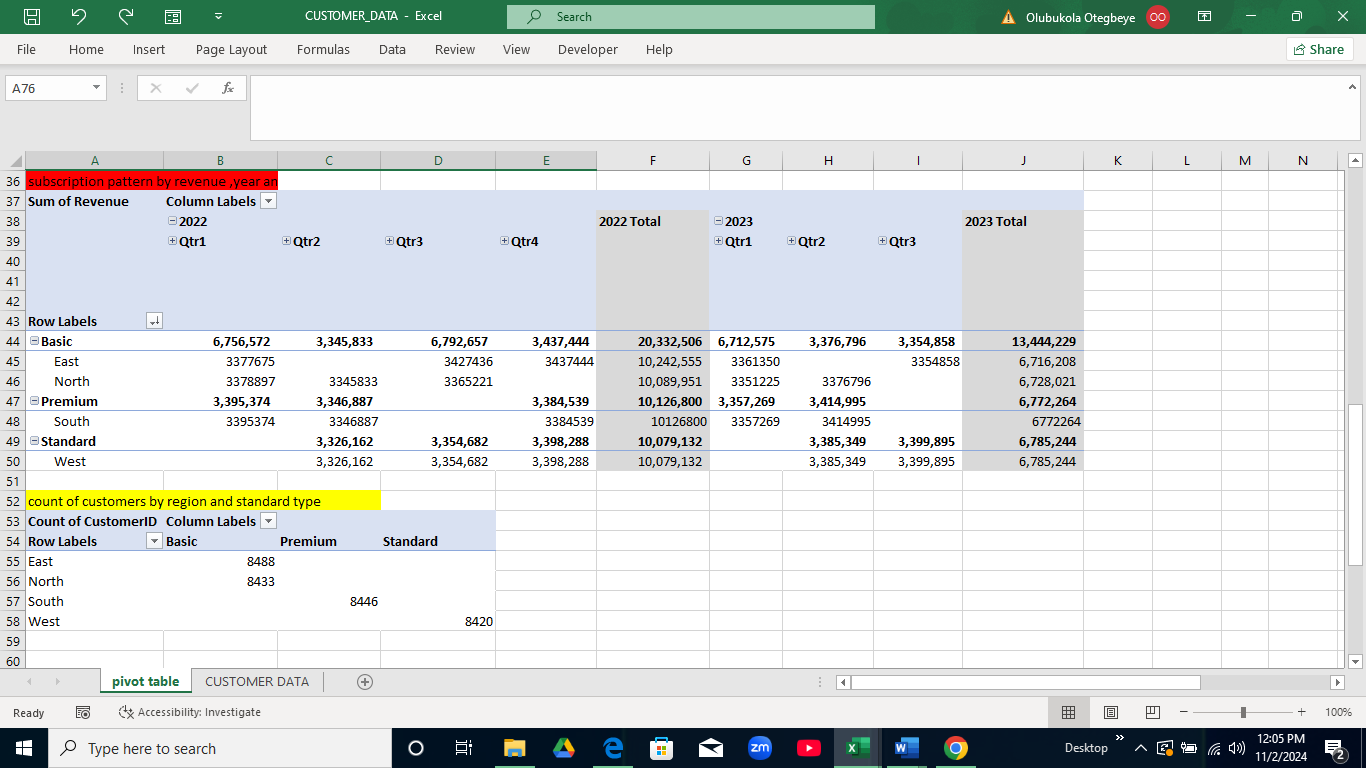 CUSTOMER_DATA - Excel
Search
Olubukola Otegbeye OO
File Home Insert Page Layout Formulas Data Review View Developer Help
Share
A76 fx
A B C D E F G H I J K L M N
36 subscription pattern by revenue ,year an
37 Sum of Revenue Column Labels
38 2022 2022 Total 2023 2023 Total
39 Qtr1 Qtr2 Qtr3 Qtr4 Qtr1 Qtr2 Qtr3
40
41
42
43 Row Labels
44 Basic 6,756,572 3,345,833 6,792,657 3,437,444 20,332,506 6,712,575 3,376,796 3,354,858 13,444,229
45 East 3377675 3427436 3437444 10,242,555 3361350 3354858 6,716,208
46 North 3378897 3345833 3365221 10,089,951 3351225 3376796 6,728,021
47 Premium 3,395,374 3,346,887 3,384,539 10,126,800 3,357,269 3,414,995 6,772,264
48 South 3395374 3346887 3384539 10126800 3357269 3414995 6772264
49 Standard 3,326,162 3,354,682 3,398,288 10,079,132 3,385,349 3,399,895 6,785,244
50 West 3,326,162 3,354,682 3,398,288 10,079,132 3,385,349 3,399,895 6,785,244
51
52 count of customers by region and standard type
53 Count of CustomerID Column Labels
54 Row Labels Basic Premium Standard
55 East 8488
56 North 8433
57 South 8446
58 West 8420
59
60
pivot table CUSTOMER DATA
Ready Accessibility: Investigate 100%
Type here to search
zm
Desktop
12:05 PM
11/2/2024
2